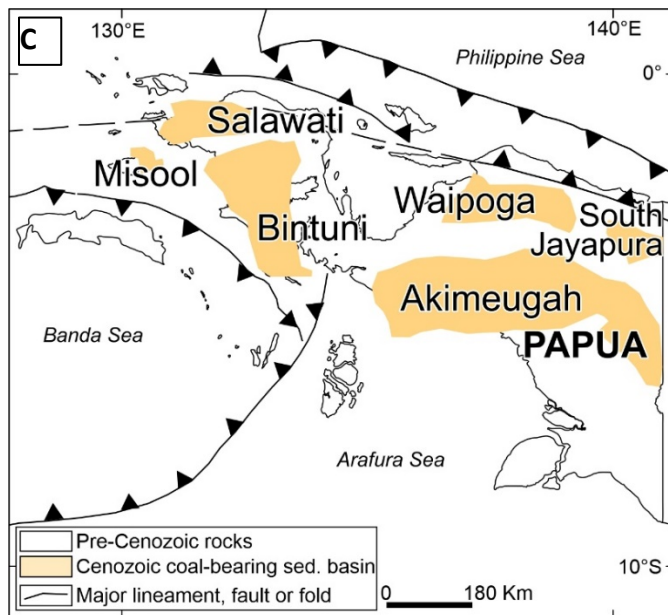 C
130°E
140°E
Philippine Sea
0°
Salawati
Misool
Waipoga
South
Jayapura
Bintuni
Akimeugah
PAPUA
Banda Sea
Arafura Sea
Pre-Cenozoic rocks
Cenozoic coal-bearing sed. basin
Major lineament, fault or fold
0 180 Km
10°S